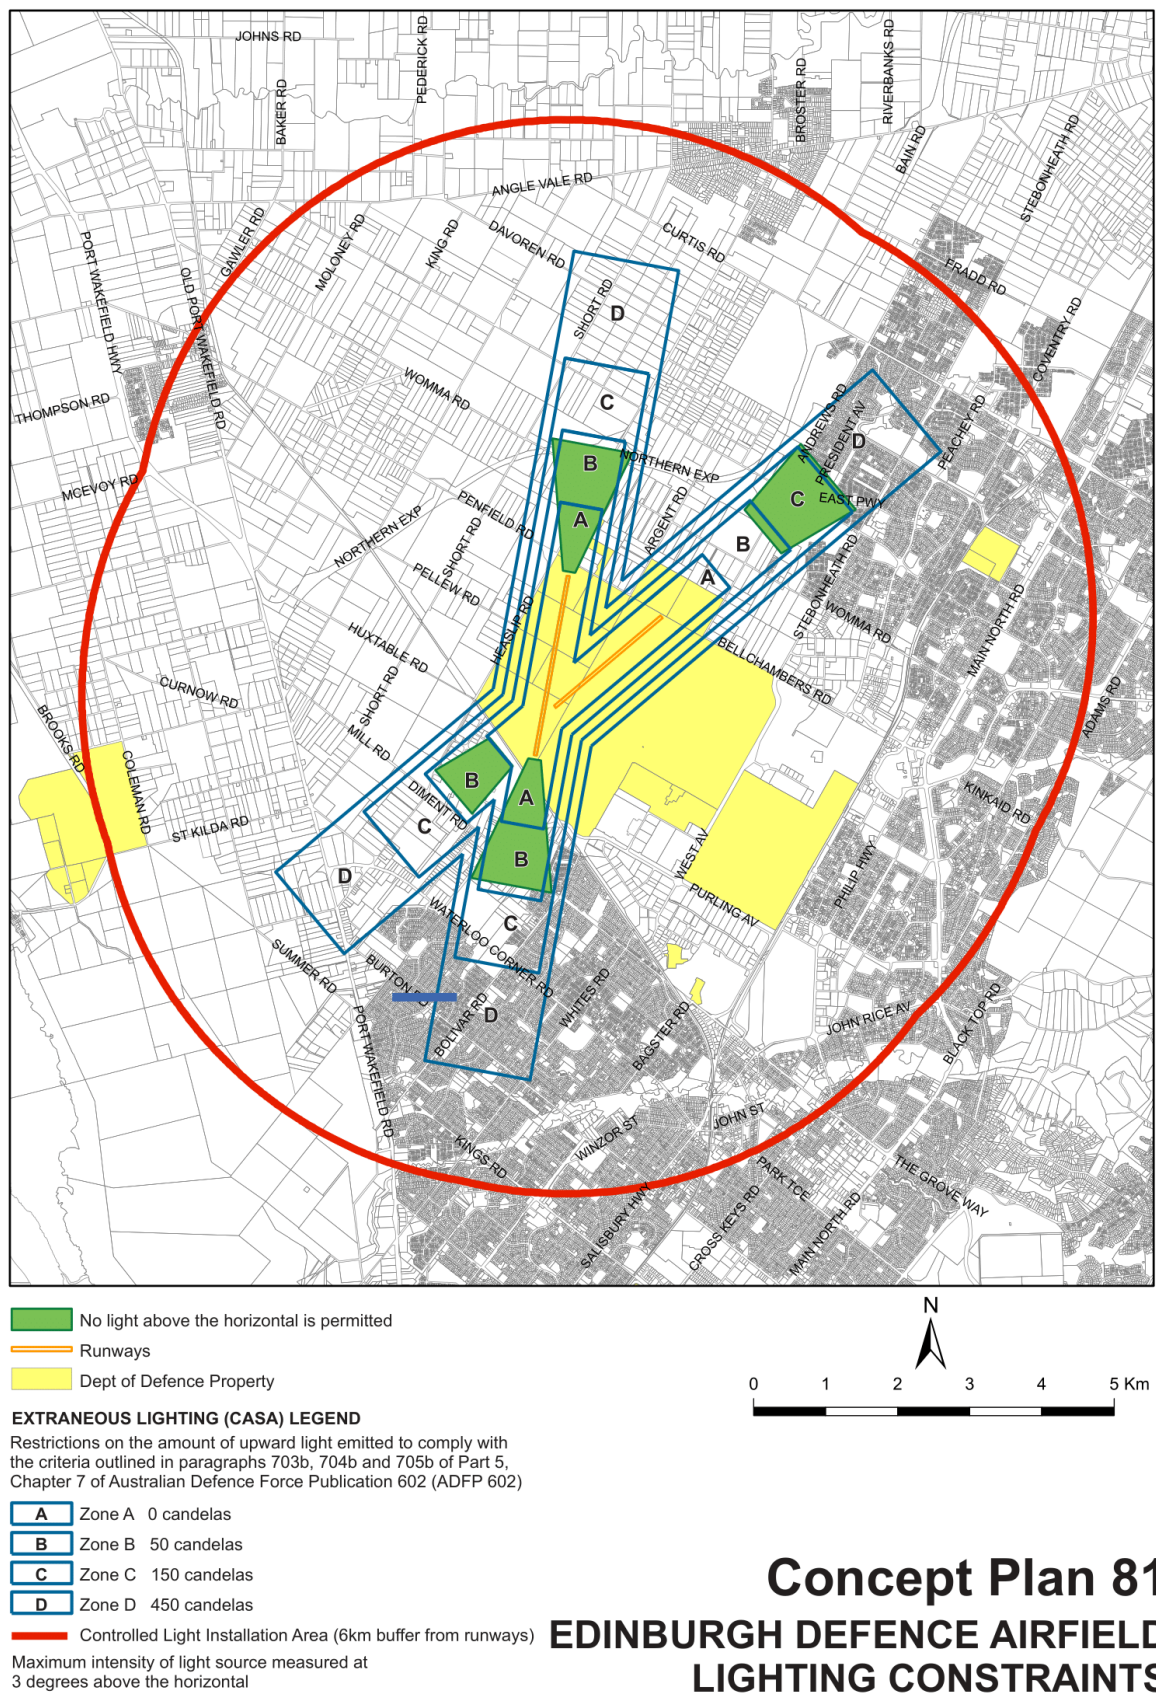 JOHNS RD
PEDERICK RD
BAKER RD
BROSTER RD
RIVERBANKS RD
BAIN RD
STEBONHEATH RD
ANGLE VALE RD
GAWLER RD
MOLONEY RD
KING RD
DAVOREN RD
CURTIS RD
PORT WAKEFIELD HWY
OLD PORT WAKEFIELD RD
FRADD RD
SHORT RD
D
COVENTRY RD
THOMPSON RD
WOMMA RD
C
ANDREWS RD
PRESIDENT AV
D
PEACHEY RD
B
NORTHERN EXP
MCEVOY RD
C
EAST PWY
PENFIELD RD
A
ARGENT RD
NORTHERN EXP
SHORT RD
B
PELLEW RD
A
STEBONHEATH RD
WOMMA RD
MAIN NORTH RD
HEASLIP RD
HUXTABLE RD
BELLCHAMBERS RD
CURNOW RD
SHORT RD
ADAMS RD
BROOKS RD
MILL RD
COLEMAN RD
B
A
DIMENT RD
KINKAID RD
ST KILDA RD
C
B
WEST AV
PHILIP HWY
D
PURLING AV
WATERLOO CORNER RD
C
SUMMER RD
BURTON RD
WHITES RD
BOLIVAR RD
D
BAGSTER RD
JOHN RICE AV
BLACK TOP RD
PORT WAKEFIELD RD
KINGS RD
WINZOR ST
JOHN ST
PARK TCE
THE GROVE WAY
SALISBURY HWY
CROSS KEYS RD
MAIN NORTH RD
No light above the horizontal is permitted
Runways
Dept of Defence Property
N
0 1 2 3 4 5 Km
EXTRANEOUS LIGHTING (CASA) LEGEND
Restrictions on the amount of upward light emitted to comply with
the criteria outlined in paragraphs 703b, 704b and 705b of Part 5,
Chapter 7 of Australian Defence Force Publication 602 (ADFP 602)
A Zone A 0 candelas
B Zone B 50 candelas
C Zone C 150 candelas
D Zone D 450 candelas
Controlled Light Installation Area (6km buffer from runways)
Maximum intensity of light source measured at
3 degrees above the horizontal
Concept Plan 81
EDINBURGH DEFENCE AIRFIELD
LIGHTING CONSTRAINTS